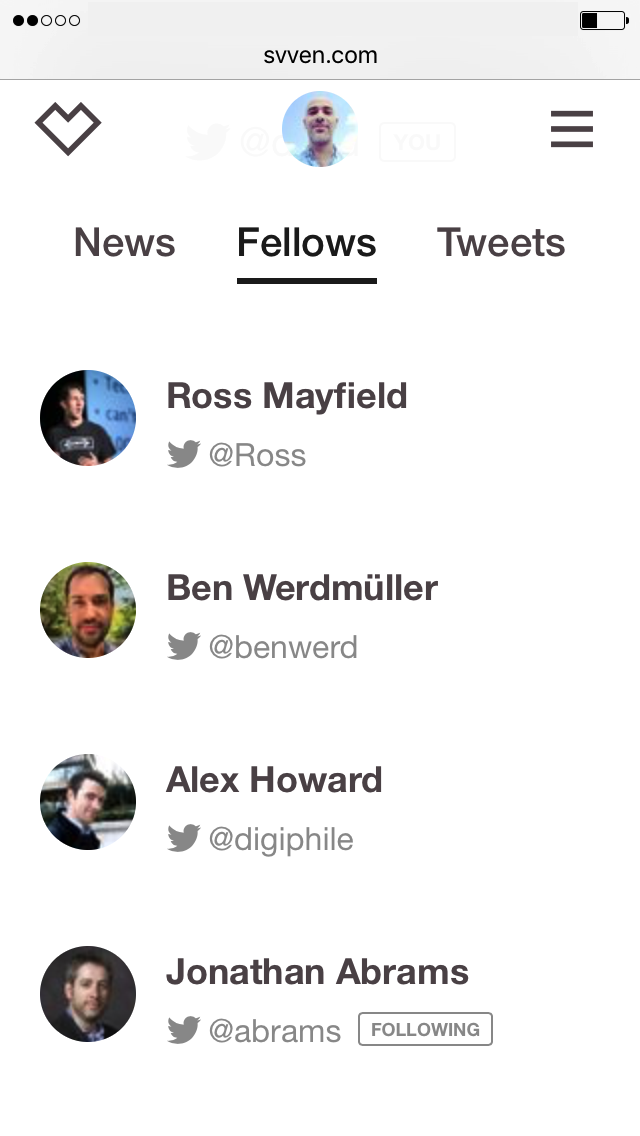 svven.com
YOU
News Fellows Tweets
Ross Mayfield
@Ross
Ben Werdmüller
@benwerd
Alex Howard
@digiphile
Jonathan Abrams
@abrams FOLLOWING